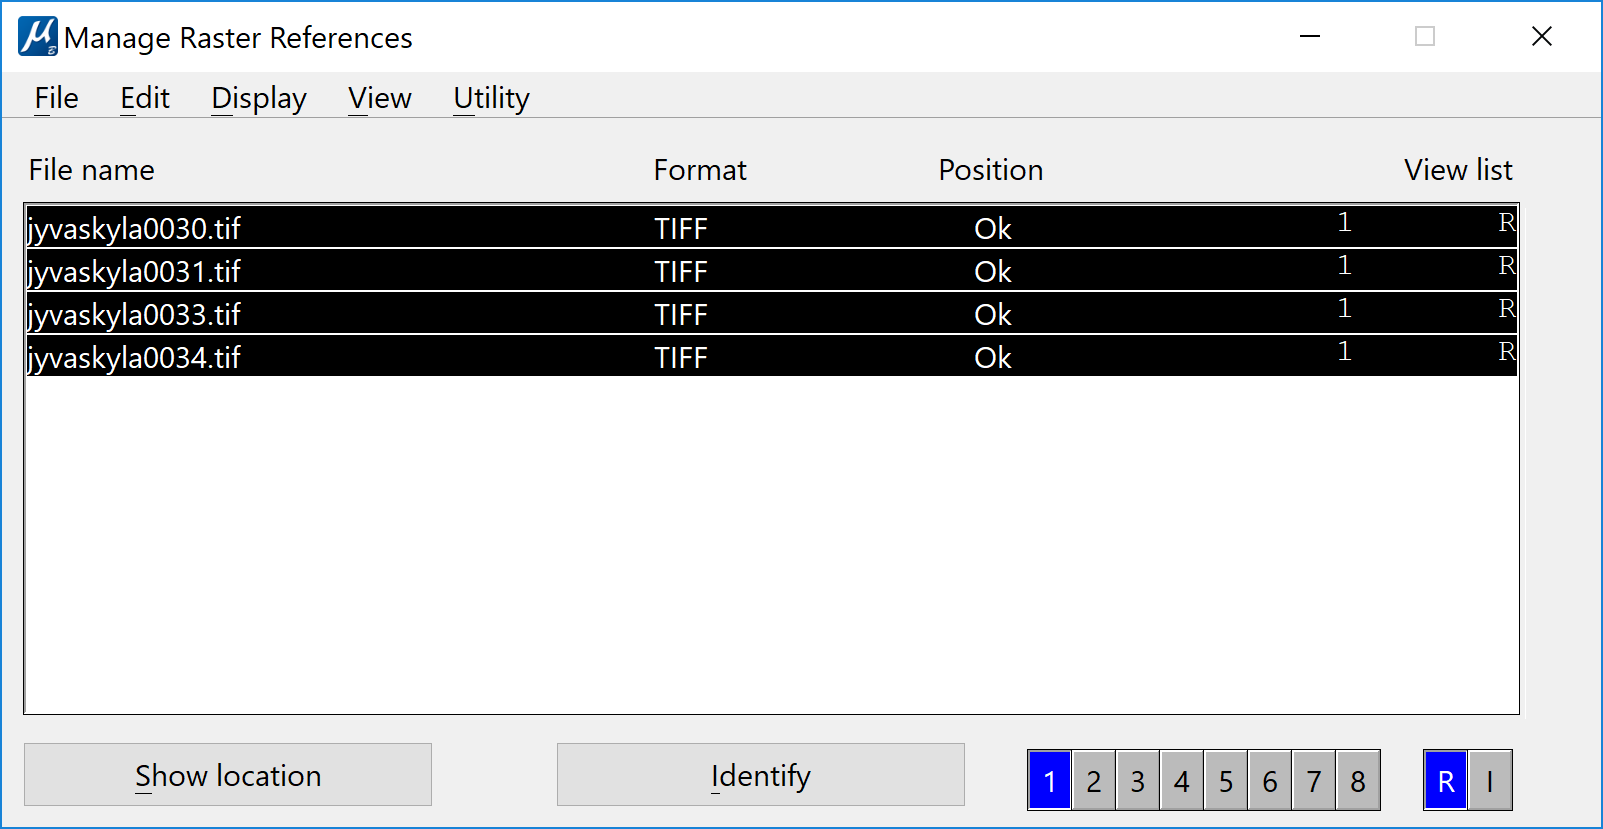 Manage Raster References
File Edit Display View Utility
File name Format Position View list
jyvaskyla0030.tif TIFF Ok 1 R
jyvaskyla0031.tif TIFF Ok 1 R
jyvaskyla0033.tif TIFF Ok 1 R
jyvaskyla0034.tif TIFF Ok 1 R
Show location Identify 1 2 3 4 5 6 7 8 R I